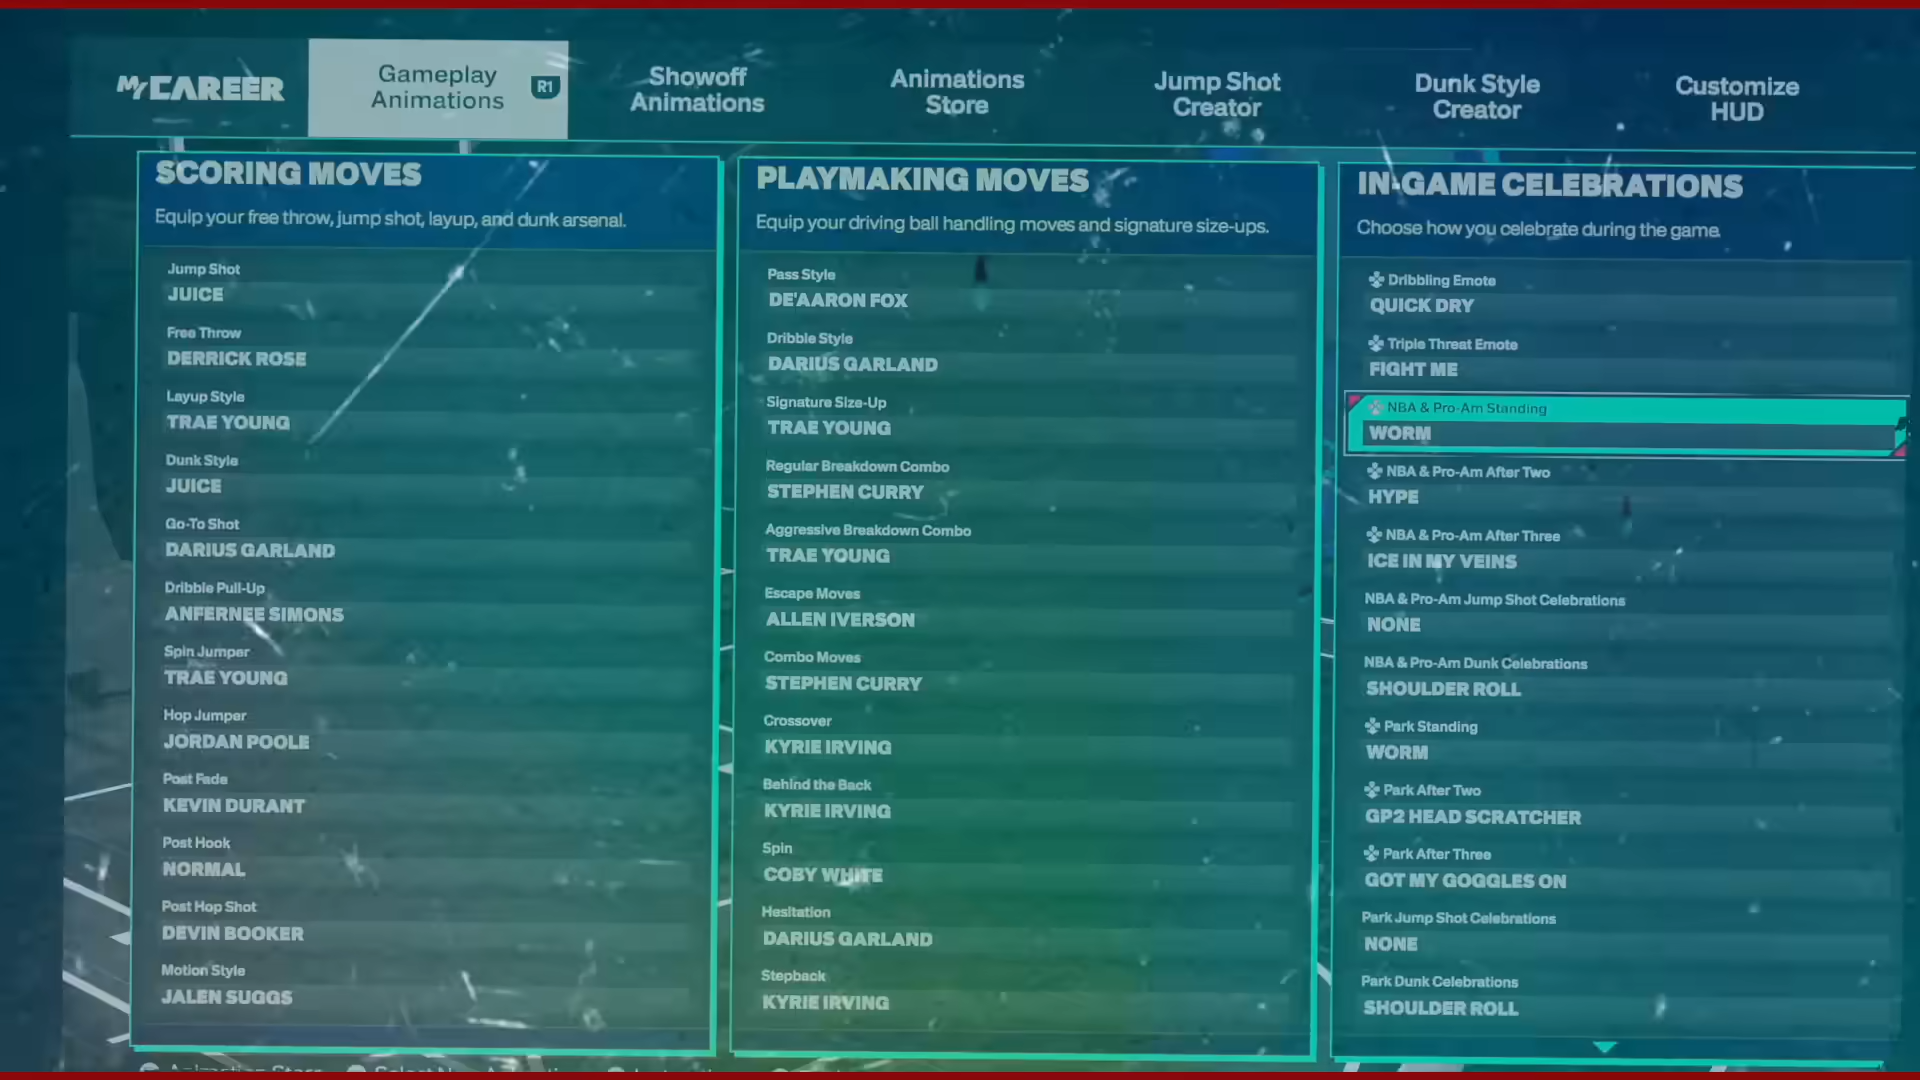 MyCAREER
Gameplay Animations
R1
Showoff Animations
Animations Store
Jump Shot Creator
Dunk Style Creator
Customize HUD
SCORING MOVES
Equip your free throw, jump shot, layup, and dunk arsenal.
Jump Shot
JUICE
Free Throw
DERRICK ROSE
Layup Style
TRAE YOUNG
Dunk Style
JUICE
Go-To Shot
DARIUS GARLAND
Dribble Pull-Up
ANFERNEE SIMONS
Spin Jumper
TRAE YOUNG
Hop Jumper
JORDAN POOLE
Post Fade
KEVIN DURANT
Post Hook
NORMAL
Post Hop Shot
DEVIN BOOKER
Motion Style
JALEN SUGGS
PLAYMAKING MOVES
Equip your driving ball handling moves and signature size-ups.
Pass Style
DE'AARON FOX
Dribble Style
DARIUS GARLAND
Signature Size-Up
TRAE YOUNG
Regular Breakdown Combo
STEPHEN CURRY
Aggressive Breakdown Combo
TRAE YOUNG
Escape Moves
ALLEN IVERSON
Combo Moves
STEPHEN CURRY
Crossover
KYRIE IRVING
Behind the Back
KYRIE IRVING
Spin
COBY WHITE
Hesitation
DARIUS GARLAND
Stepback
KYRIE IRVING
IN-GAME CELEBRATIONS
Choose how you celebrate during the game.
Dribbling Emote
QUICK DRY
Triple Threat Emote
FIGHT ME
NBA & Pro-Am Standing
WORM
NBA & Pro-Am After Two
HYPE
NBA & Pro-Am After Three
ICE IN MY VEINS
NBA & Pro-Am Jump Shot Celebrations
NONE
NBA & Pro-Am Dunk Celebrations
SHOULDER ROLL
Park Standing
WORM
Park After Two
GP2 HEAD SCRATCHER
Park After Three
GOT MY GOGGLES ON
Park Jump Shot Celebrations
NONE
Park Dunk Celebrations
SHOULDER ROLL